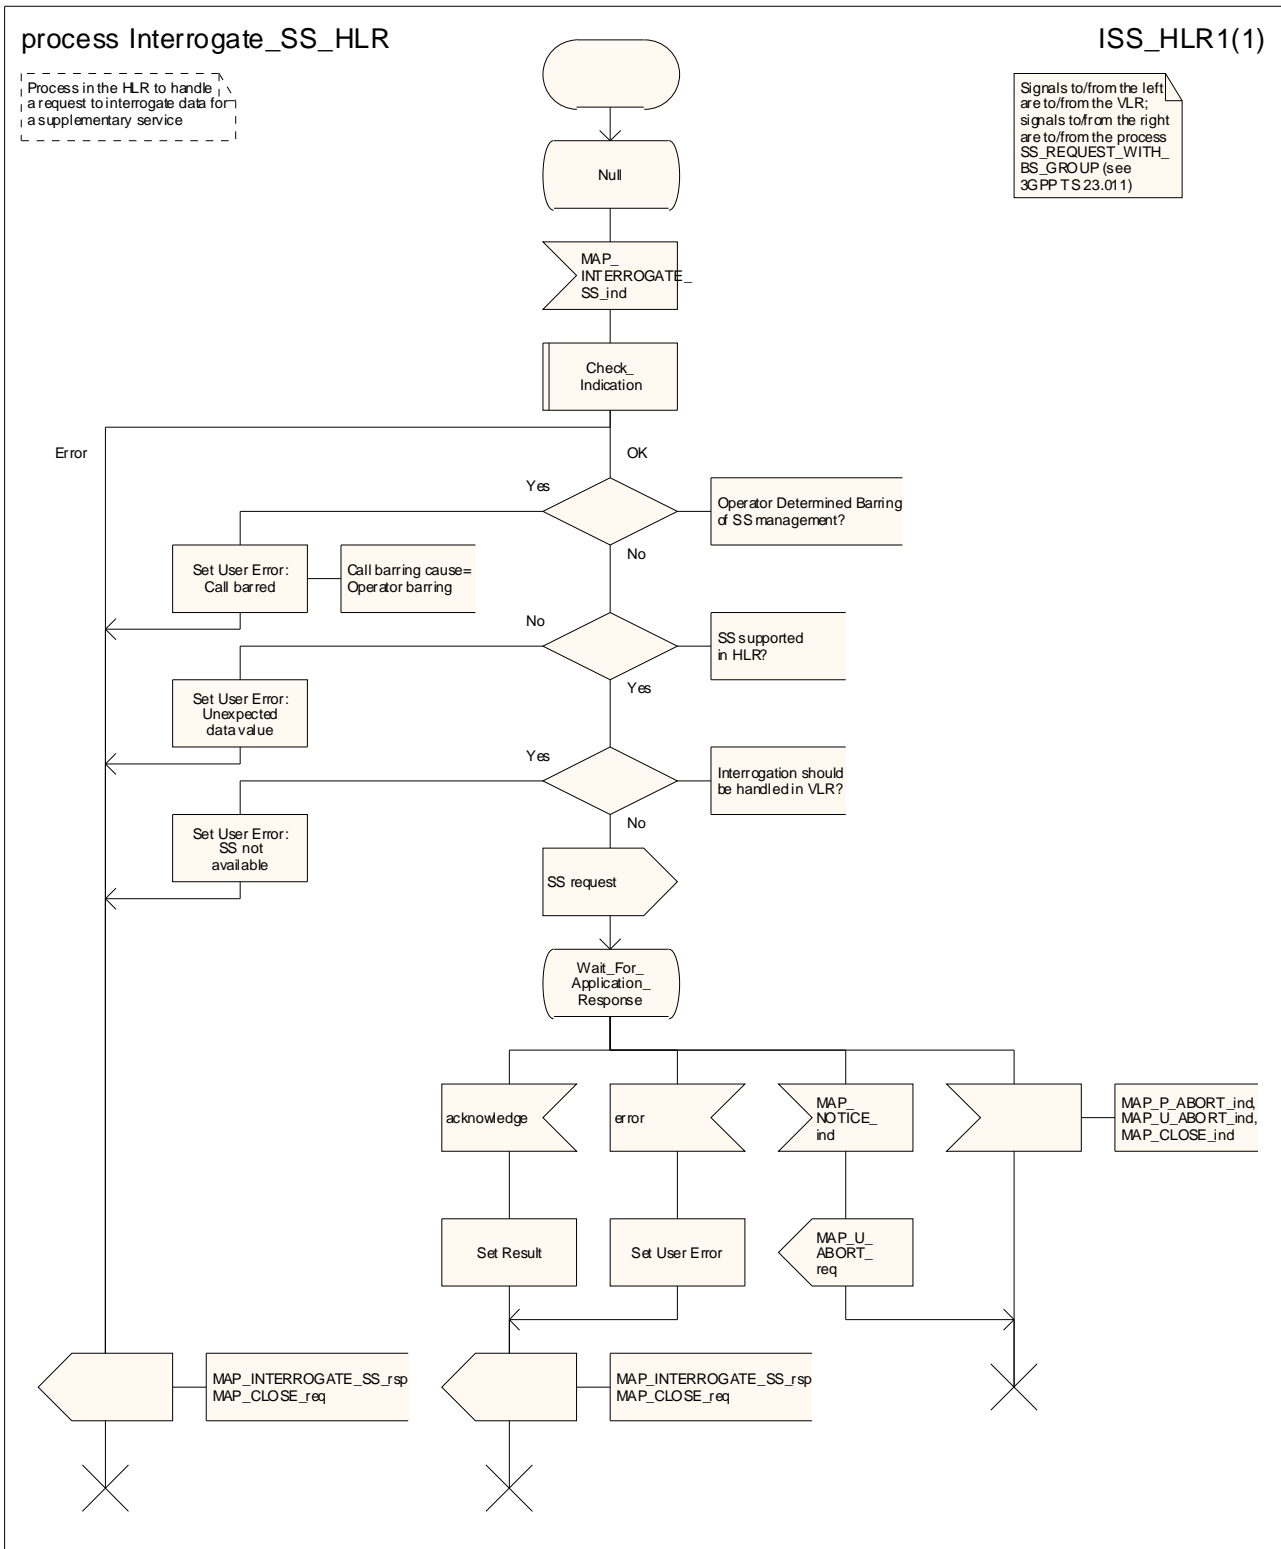 process Interrogate_SS_HLR
ISS_HLR1(1)
Process in the HLR to handle
a request to interrogate data for
a supplementary service
Signals to/from the left
are to/from the VLR;
signals to/from the right
are to/from the process
SS_REQUEST_WITH_
BS_GROUP (see
3GPP TS 23.011)
Null
MAP_
INTERROGATE_
SS_ind
Check_
Indication
Error
OK
Yes
Operator Determined Barring
of SS management?
No
Set User Error:
Call barred
Call barring cause=
Operator barring
No
SS supported
in HLR?
Yes
Set User Error:
Unexpected
data value
Yes
Interrogation should
be handled in VLR?
No
Set User Error:
SS not
available
SS request
Wait_For_
Application_
Response
acknowledge
error
MAP_
NOTICE_
ind
MAP_P_ABORT_ind,
MAP_U_ABORT_ind,
MAP_CLOSE_ind
Set Result
Set User Error
MAP_U_
ABORT_
req
MAP_INTERROGATE_SS_rsp
MAP_CLOSE_req
MAP_INTERROGATE_SS_rsp
MAP_CLOSE_req